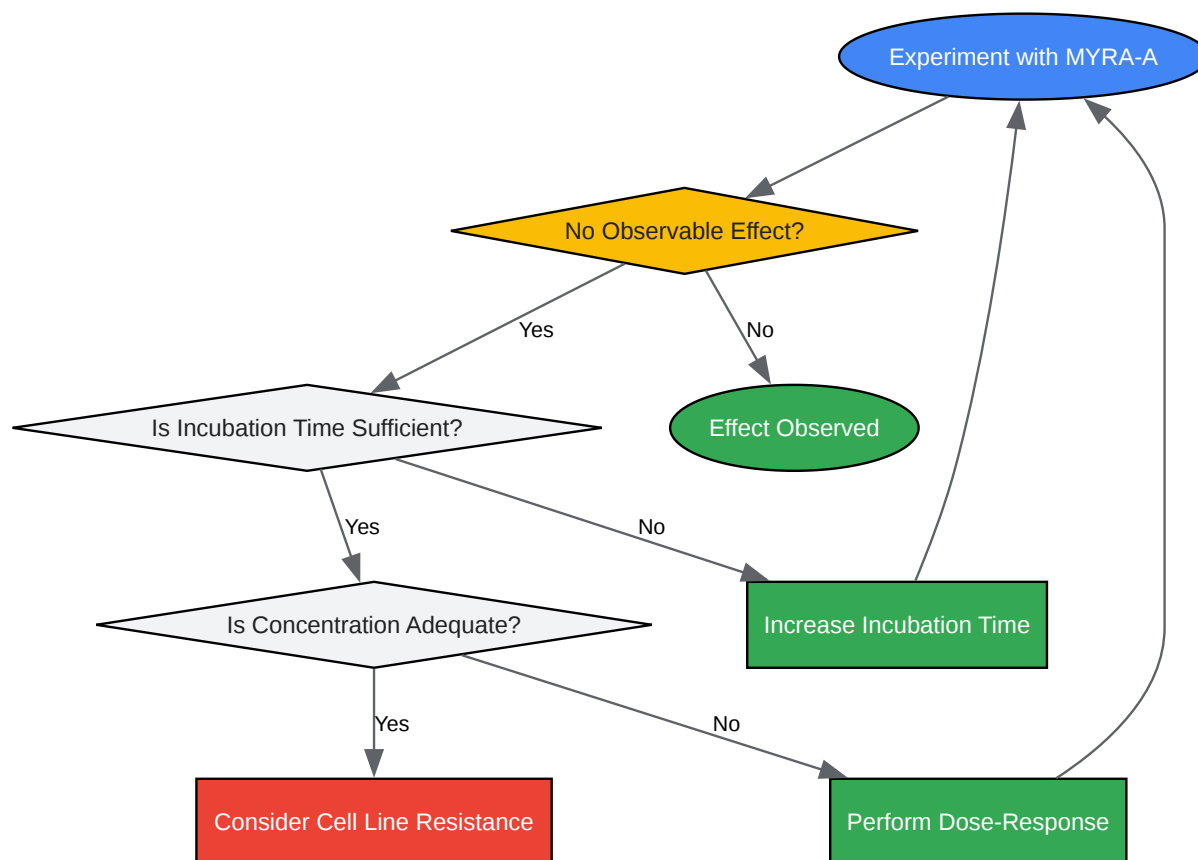 Experiment with MYRA-A
No Observable Effect?
Yes
No
Is Incubation Time Sufficient?
Effect Observed
Yes
No
Is Concentration Adequate?
Increase Incubation Time
Yes
No
Consider Cell Line Resistance
Perform Dose-Response